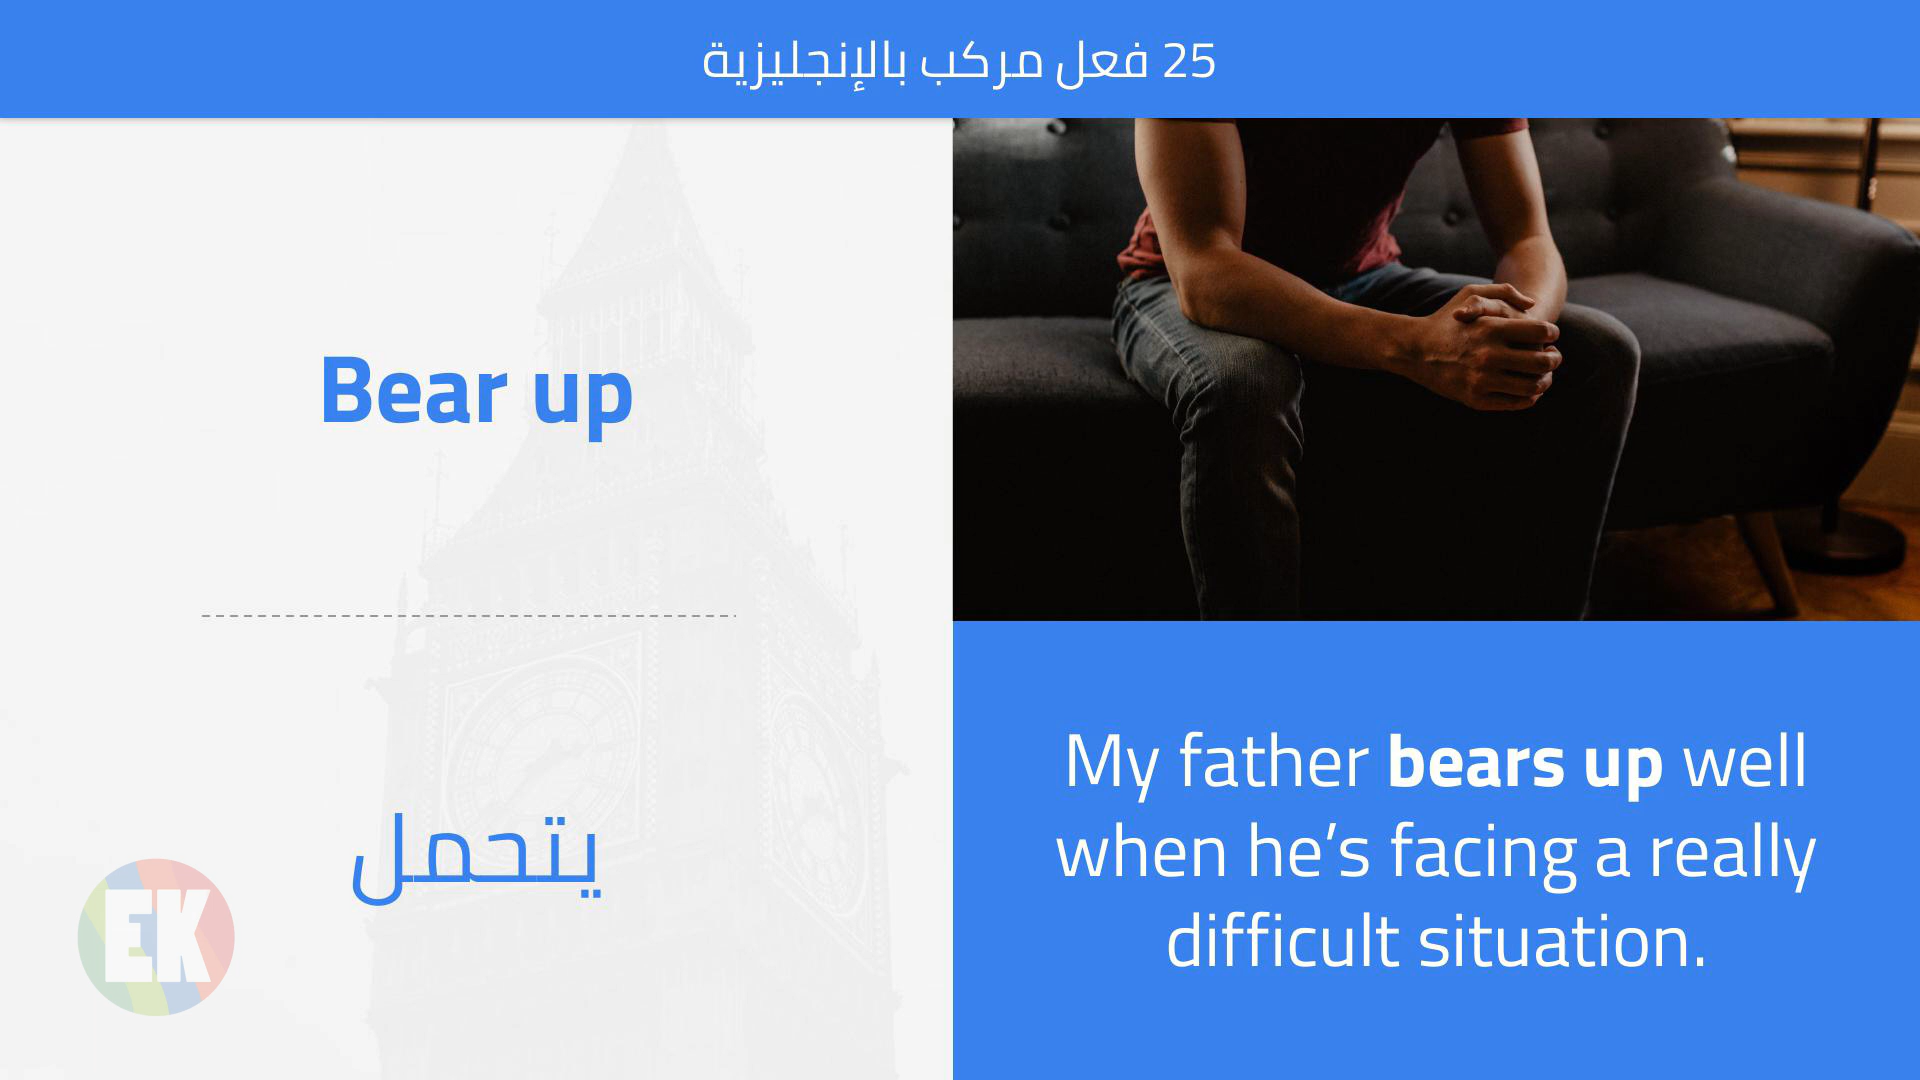 25 فعل مركب بالإنجليزية
Bear up
يتحمل
My father bears up well
when he’s facing a really
difficult situation.
EK